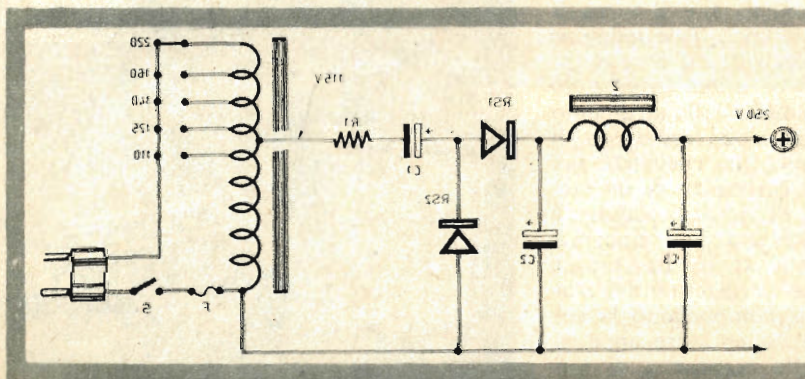 220
160
140
125
110
115V
R1
+
C1
RS1
RS2
Z
250 V
+
+
C2
+
C3
S
F